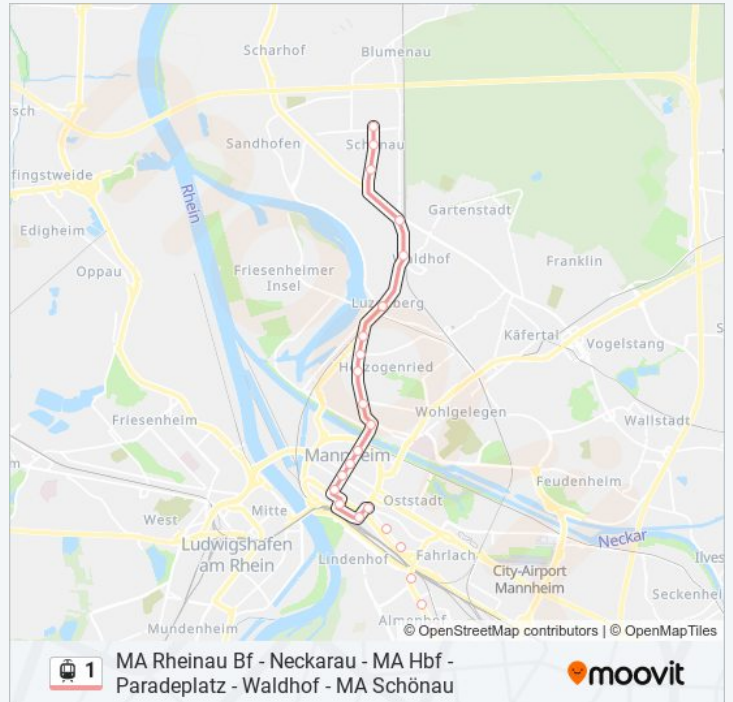 Scharhof
Blumenau
Sandhofen
Schönau
fingstweide
Rhein
Gartenstadt
Edigheim
Waldhof
Franklin
Oppau
Friesenheimer
Insel
Luzenberg
Käfertal
Vogelstang
Herzogenried
Wohlgelegen
Friesenheim
Wallstadt
Mannheim
Feudenheim
Oststadt
West
Mitte
Neckar
Ludwigshafen
am Rhein
Lindenhof
Fahrlach
Ilves
City-Airport
Mannheim
Seckenhei
Mundenheim
Almenhof
© OpenStreetMap contributors | © OpenMapTiles
1
MA Rheinau Bf - Neckarau - MA Hbf -
Paradeplatz - Waldhof - MA Schönau
moovit